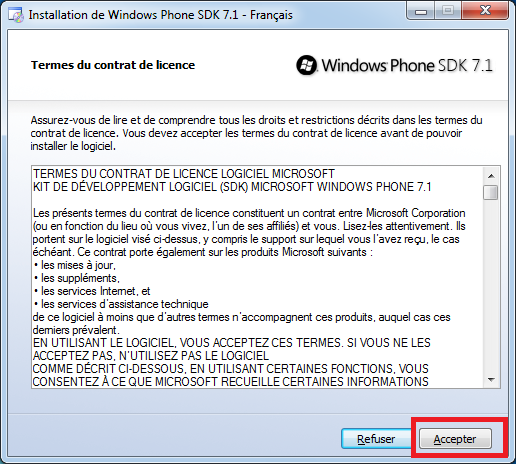 Installation de Windows Phone SDK 7.1 - Français
Termes du contrat de licence
Windows Phone SDK 7.1
Assurez-vous de lire et de comprendre tous les droits et restrictions décrits dans les termes du
contrat de licence. Vous devez accepter les termes du contrat de licence avant de pouvoir
installer le logiciel.
TERMES DU CONTRAT DE LICENCE LOGICIEL MICROSOFT
KIT DE DÉVELOPPEMENT LOGICIEL (SDK) MICROSOFT WINDOWS PHONE 7.1
Les présents termes du contrat de licence constituent un contrat entre Microsoft Corporation
(ou en fonction du lieu où vous vivez, l'un de ses affiliés) et vous. Lisez-les attentivement. Ils
portent sur le logiciel visé ci-dessus, y compris le support sur lequel vous l'avez reçu, le cas
échéant. Ce contrat porte également sur les produits Microsoft suivants :
• les mises à jour,
• les suppléments,
• les services Internet, et
• les services d'assistance technique
de ce logiciel à moins que d'autres termes n'accompagnent ces produits, auquel cas ces
derniers prévalent.
EN UTILISANT LE LOGICIEL, VOUS ACCEPTEZ CES TERMES. SI VOUS NE LES
ACCEPTEZ PAS, N'UTILISEZ PAS LE LOGICIEL
COMME DÉCRIT CI-DESSOUS, EN UTILISANT CERTAINES FONCTIONS, VOUS
CONSENTEZ À CE QUE MICROSOFT RECUEILLE CERTAINES INFORMATIONS
Refuser
Accepter